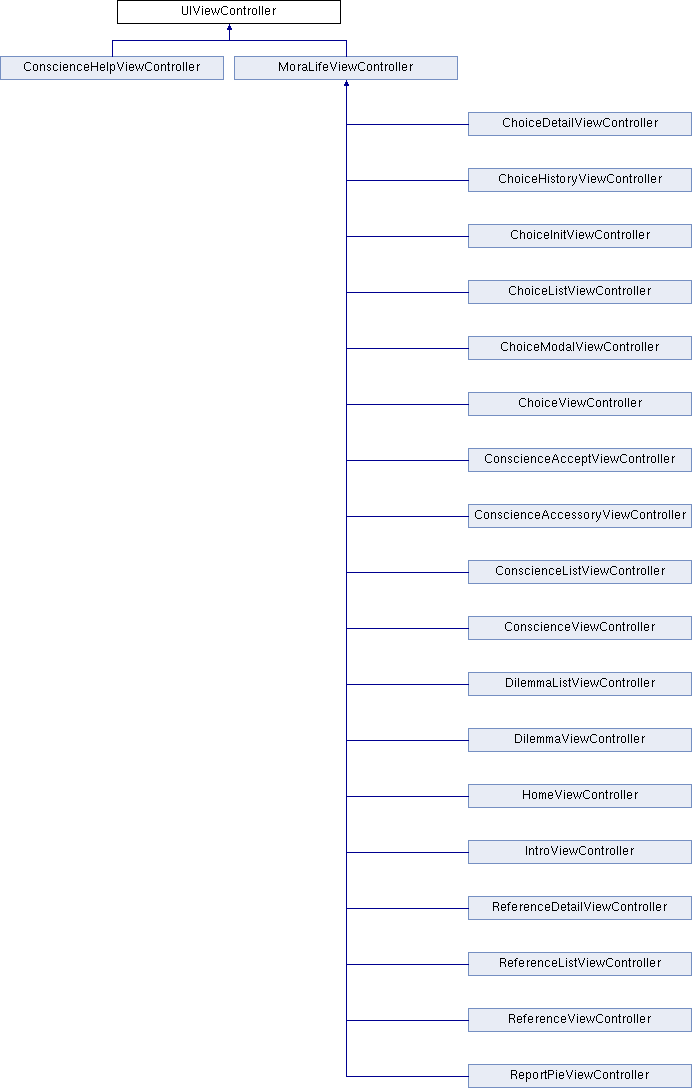 UIViewController
ConscienceHelpViewController
MoraLifeViewController
ChoiceDetailViewController
ChoiceHistoryViewController
ChoiceInitViewController
ChoiceListViewController
ChoiceModalViewController
ChoiceViewController
ConscienceAcceptViewController
ConscienceAccessoryViewController
ConscienceListViewController
ConscienceViewController
DilemmaListViewController
DilemmaViewController
HomeViewController
IntroViewController
ReferenceDetailViewController
ReferenceListViewController
ReferenceViewController
ReportPieViewController